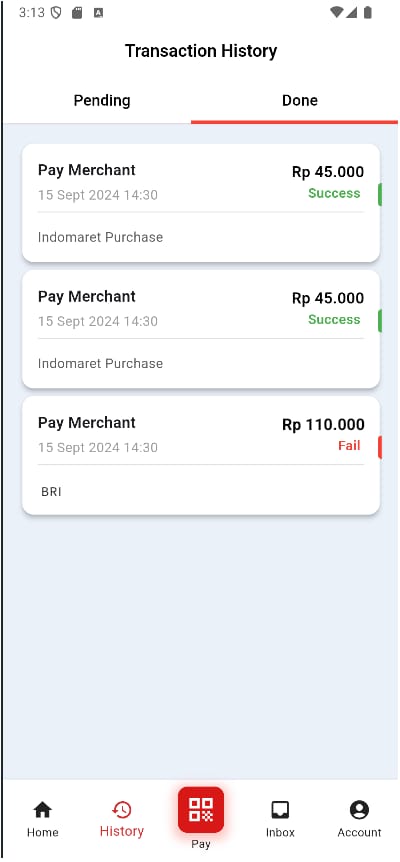 3:13
Transaction History
Pending Done
Pay Merchant Rp 45.000
15 Sept 2024 14:30 Success
Indomaret Purchase
Pay Merchant Rp 45.000
15 Sept 2024 14:30 Success
Indomaret Purchase
Pay Merchant Rp 110.000
15 Sept 2024 14:30 Fail
BRI
Home History Pay Inbox Account